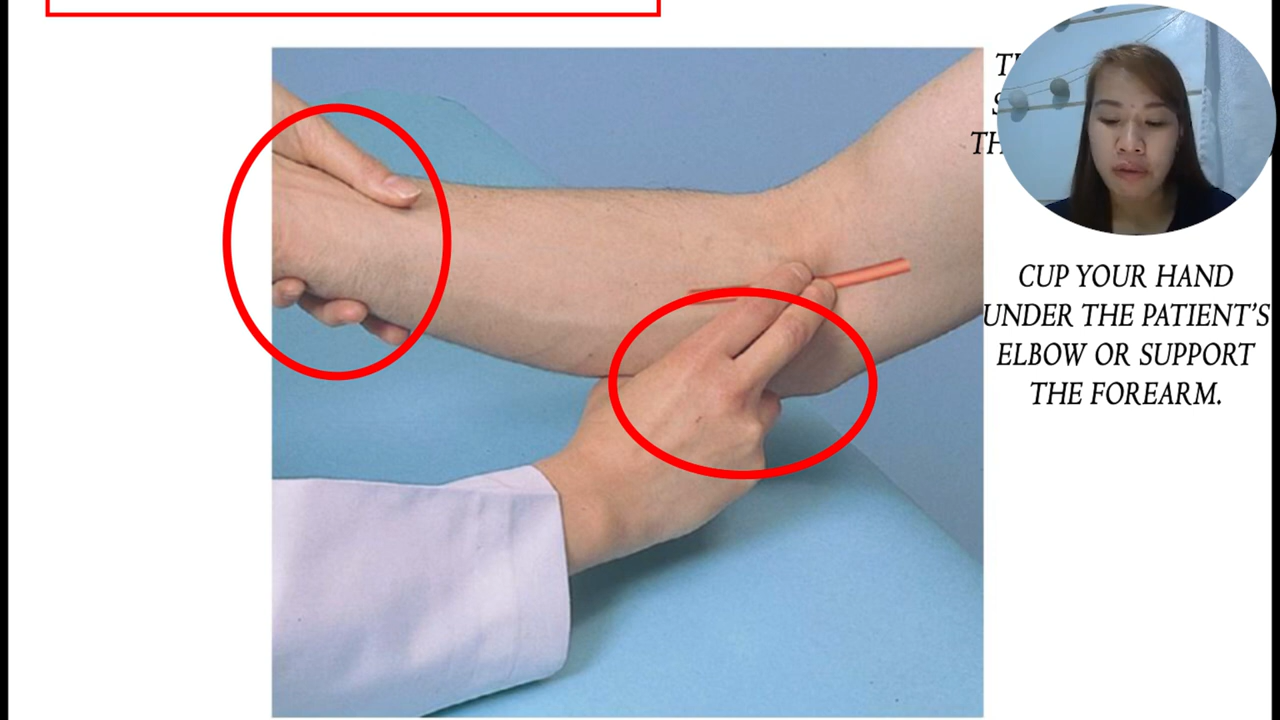 CUP YOUR HAND
UNDER THE PATIENT'S
ELBOW OR SUPPORT
THE FOREARM.